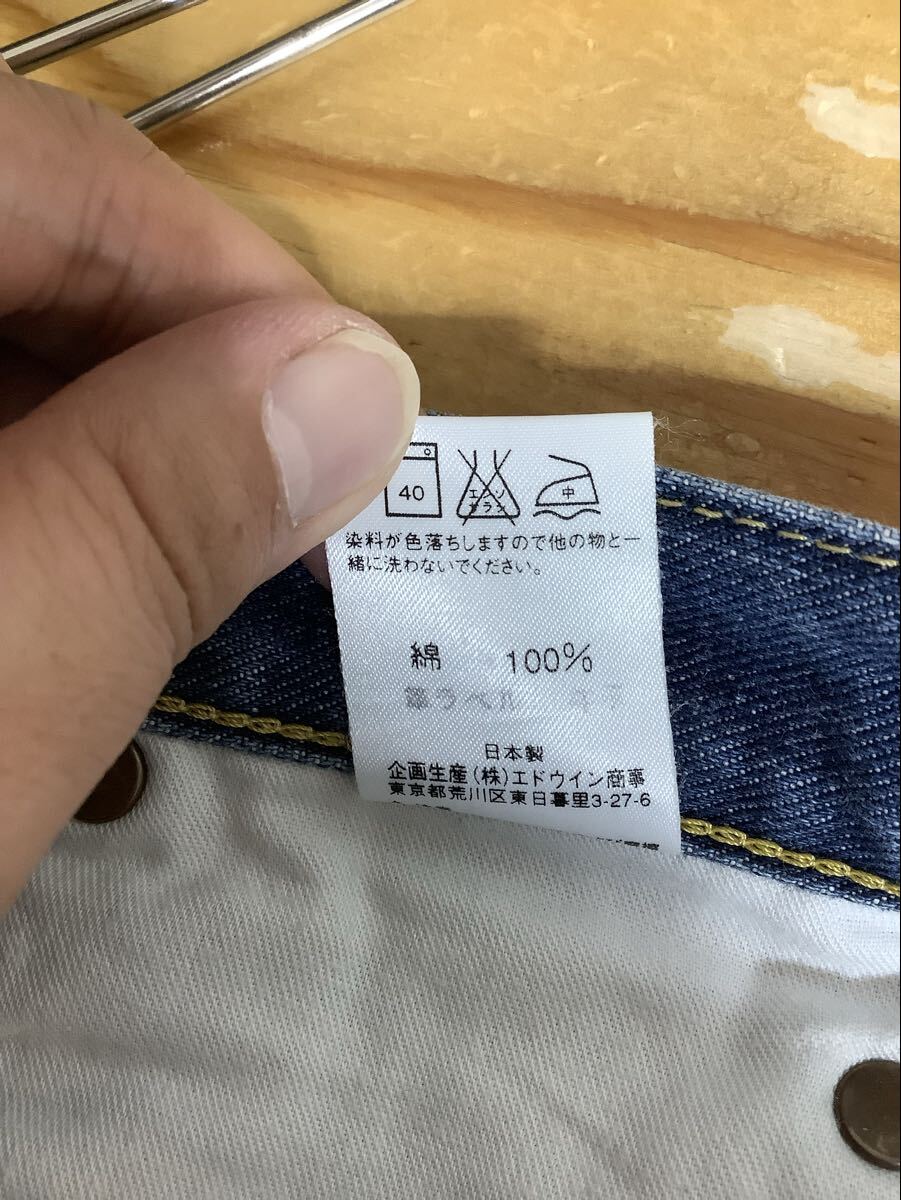 40
エンソ
サラシ
中
染料が色落ちしますので他の物と一
緒に洗わないでください。
綿 100%
日本製
企画生産(株)エドウイン商事
東京都荒川区東日暮里3-27-6